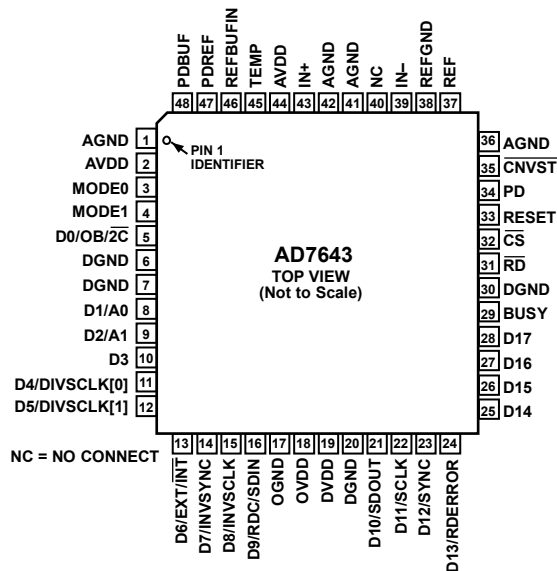 PDBUF
PDREF
REFBUFIN
TEMP
AVDD
IN+
AGND
AGND
NC
IN–
REFGND
REF
48 47 46 45 44 43 42 41 40 39 38 37
AGND 1
AVDD 2
MODE0 3
MODE1 4
D0/OB/2C 5
DGND 6
DGND 7
D1/A0 8
D2/A1 9
D3 10
D4/DIVSCLK[0] 11
D5/DIVSCLK[1] 12
PIN 1
IDENTIFIER
AD7643
TOP VIEW
(Not to Scale)
36 AGND
35 CNVST
34 PD
33 RESET
32 CS
31 RD
30 DGND
29 BUSY
28 D17
27 D16
26 D15
25 D14
13 14 15 16 17 18 19 20 21 22 23 24
NC = NO CONNECT
D6/EXT/INT
D7/INVSYNC
D8/INVSCLK
D9/RDC/SDIN
OGND
OVDD
DVDD
DGND
D10/SDOUT
D11/SCLK
D12/SYNC
D13/RDERROR